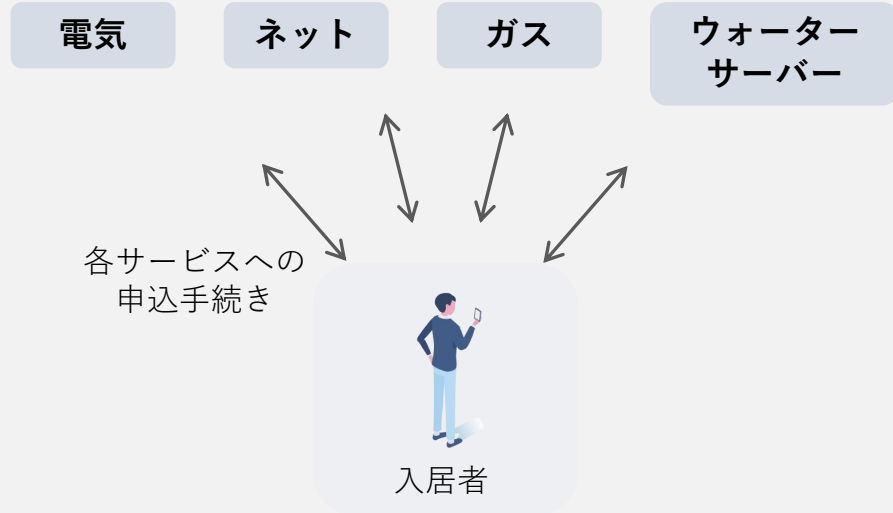 電気
ネット
ガス
ウォーター
サーバー
各サービスへの
申込手続き
入居者